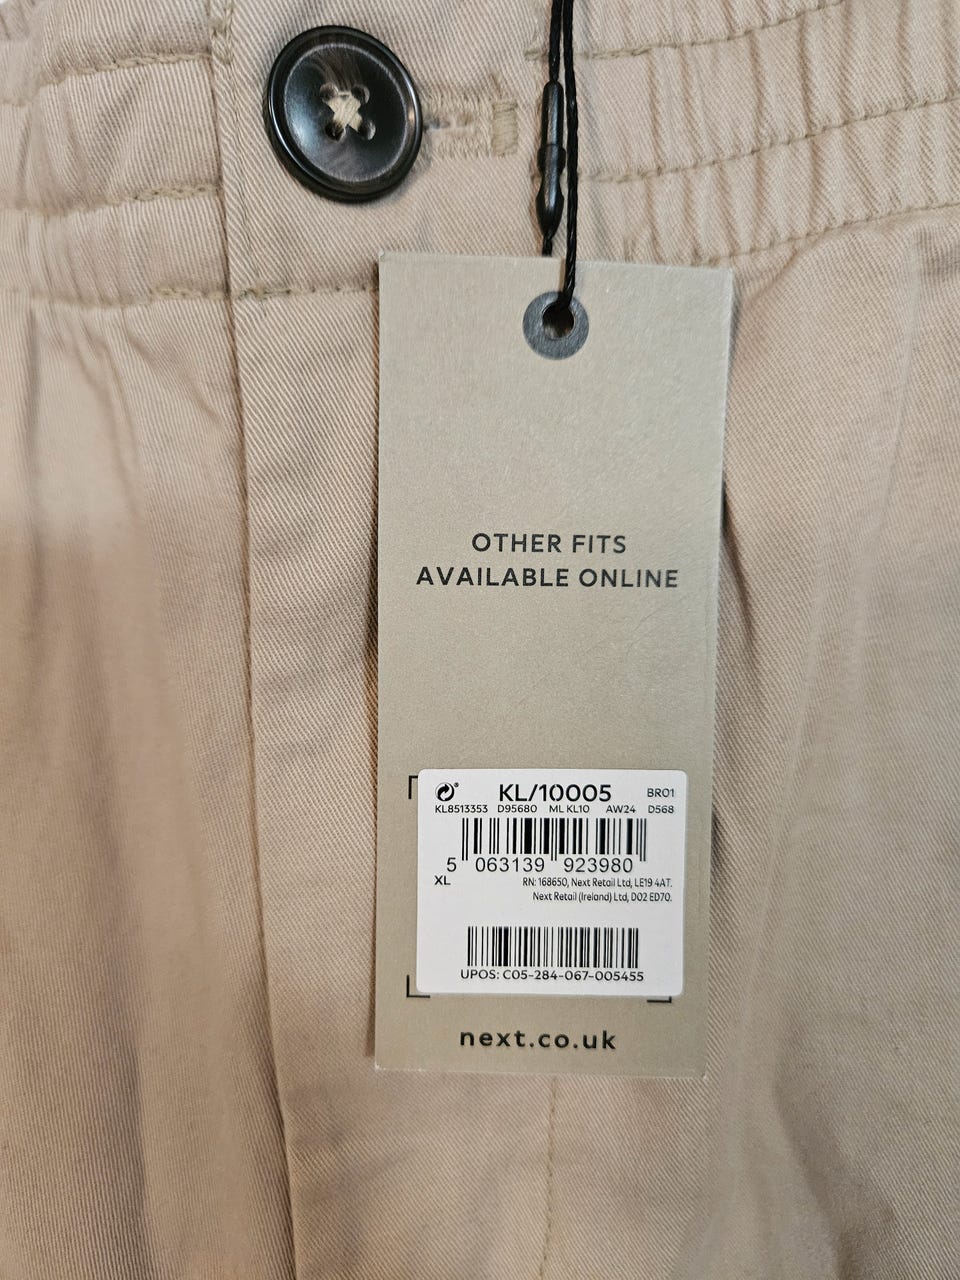 OTHER FITS
AVAILABLE ONLINE
KL/10005 BR01
KL8513353 D95680 ML KL10 AW24 D568
5 063139 923980
XL RN: 168650, Next Retail Ltd, LE19 4AT.
Next Retail (Ireland) Ltd, D02 ED70.
UPOS: C05-284-067-005455
next.co.uk